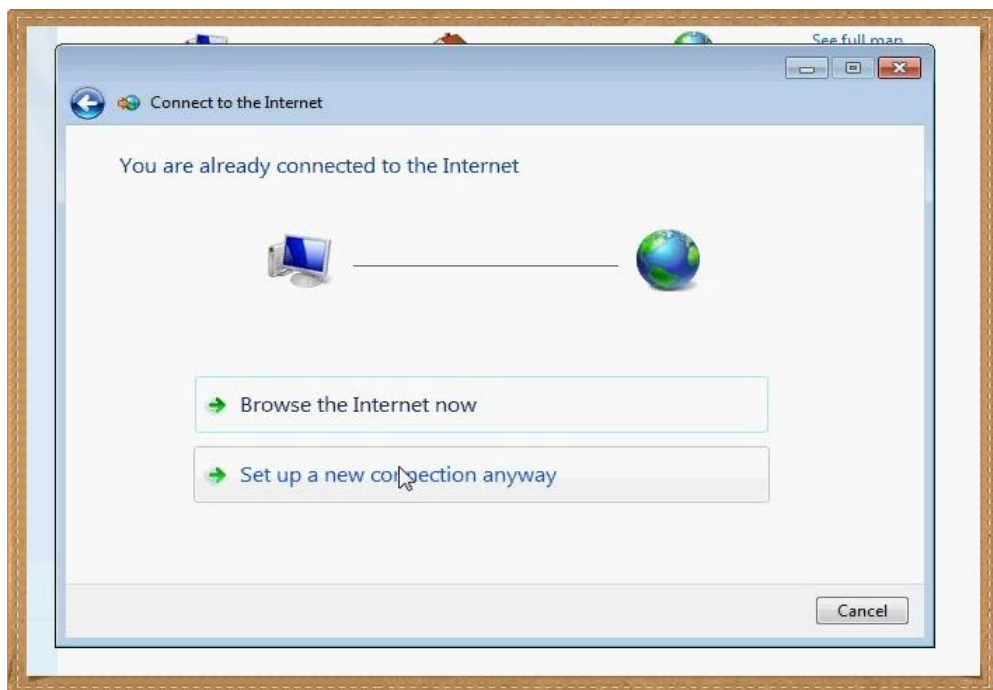 See full map
Connect to the Internet
You are already connected to the Internet
Browse the Internet now
Set up a new connection anyway
Cancel